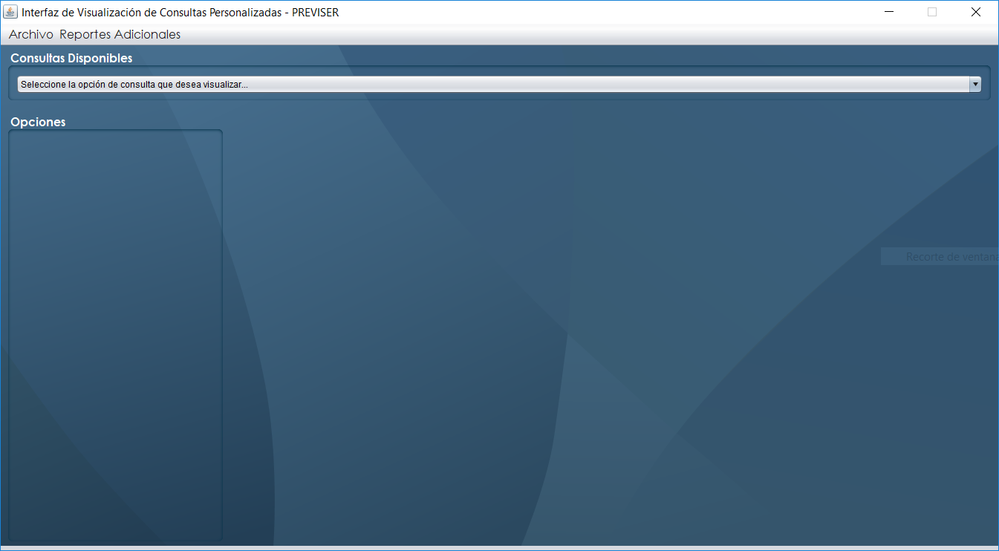 Interfaz de Visualización de Consultas Personalizadas - PREVISER
Archivo Reportes Adicionales
Consultas Disponibles
Seleccione la opción de consulta que desea visualizar...
Opciones
Recorte de ventana